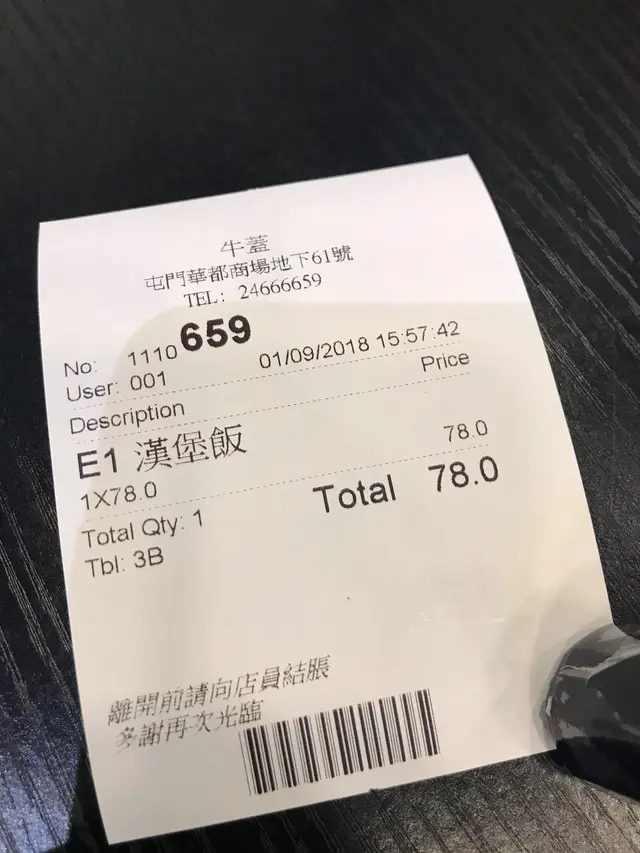 牛蓋
屯門華都商場地下61號
TEL: 24666659
No: 1110659
User: 001 01/09/2018 15:57:42
Description Price
E1 漢堡飯 78.0
1X78.0
Total 78.0
Total Qty: 1
Tbl: 3B
離開前請向店員結賬
多謝再次光臨